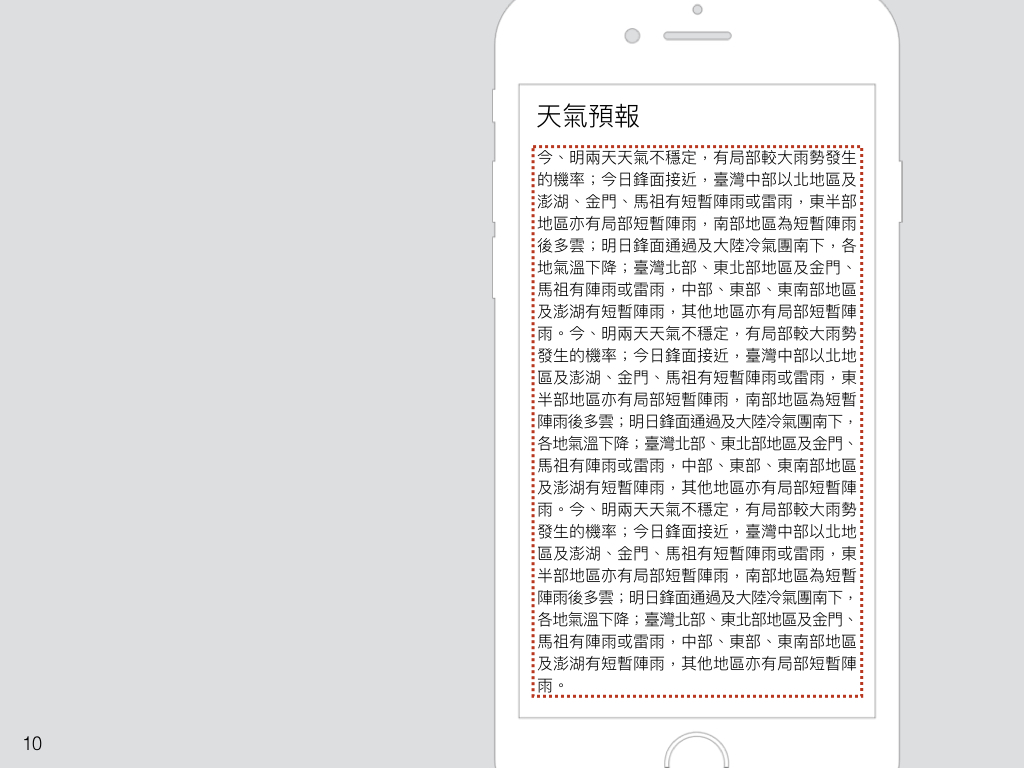 天氣預報
今、明兩天天氣不穩定，有局部較大雨勢發生
的機率；今日鋒面接近，臺灣中部以北地區及
澎湖、金門、馬祖有短暫陣雨或雷雨，東半部
地區亦有局部短暫陣雨，南部地區為短暫陣雨
後多雲；明日鋒面通過及大陸冷氣團南下，各
地氣溫下降；臺灣北部、東北部地區及金門、
馬祖有陣雨或雷雨，中部、東部、東南部地區
及澎湖有短暫陣雨，其他地區亦有局部短暫陣
雨。今、明兩天天氣不穩定，有局部較大雨勢
發生的機率；今日鋒面接近，臺灣中部以北地
區及澎湖、金門、馬祖有短暫陣雨或雷雨，東
半部地區亦有局部短暫陣雨，南部地區為短暫
陣雨後多雲；明日鋒面通過及大陸冷氣團南下，
各地氣溫下降；臺灣北部、東北部地區及金門、
馬祖有陣雨或雷雨，中部、東部、東南部地區
及澎湖有短暫陣雨，其他地區亦有局部短暫陣
雨。今、明兩天天氣不穩定，有局部較大雨勢
發生的機率；今日鋒面接近，臺灣中部以北地
區及澎湖、金門、馬祖有短暫陣雨或雷雨，東
半部地區亦有局部短暫陣雨，南部地區為短暫
陣雨後多雲；明日鋒面通過及大陸冷氣團南下，
各地氣溫下降；臺灣北部、東北部地區及金門、
馬祖有陣雨或雷雨，中部、東部、東南部地區
及澎湖有短暫陣雨，其他地區亦有局部短暫陣
雨。
10